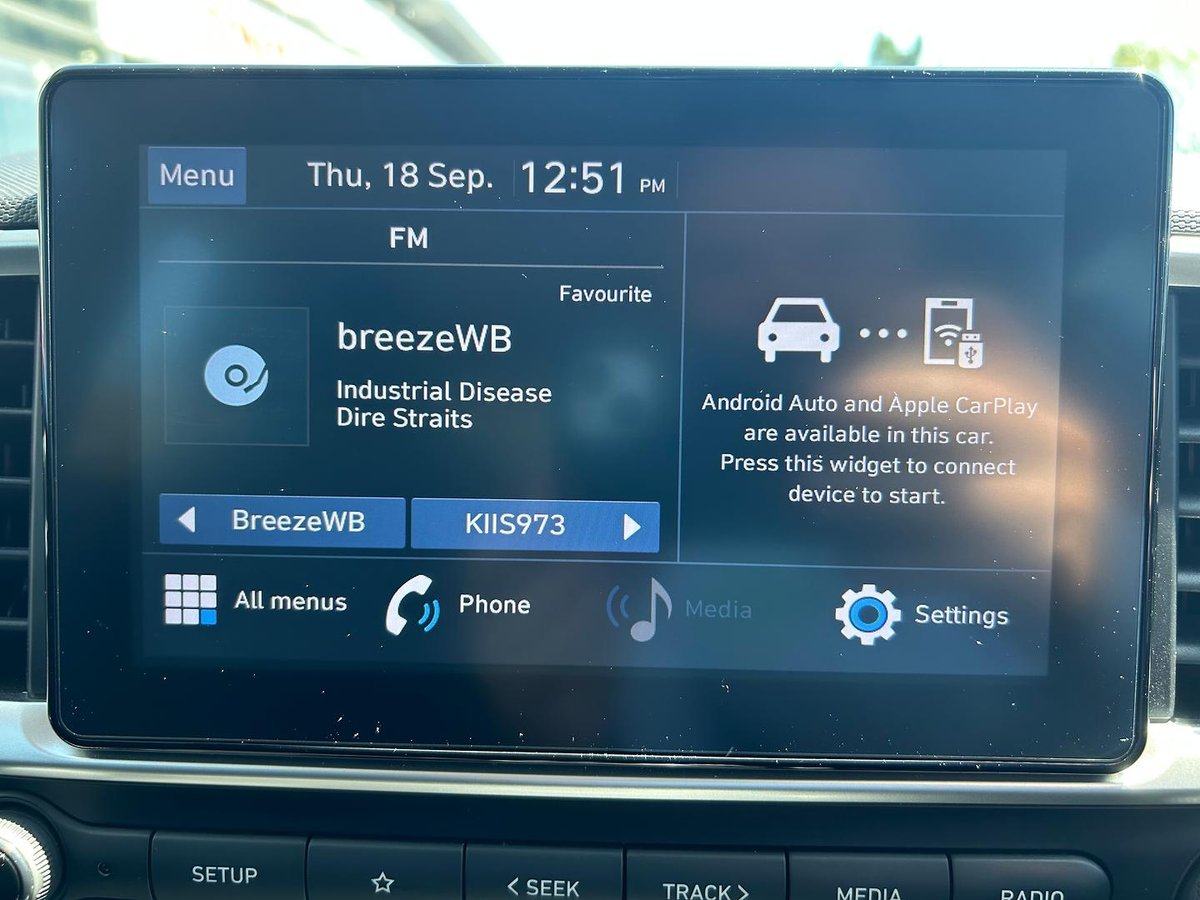 Menu
Thu, 18 Sep.
12:51 PM
FM
Favourite
breezeWB
Industrial Disease
Dire Straits
BreezeWB
KIIS973
Android Auto and Apple CarPlay
are available in this car.
Press this widget to connect
device to start.
All menus
Phone
Media
Settings
SETUP
< SEEK
TRACK >
MEDIA
RADIO